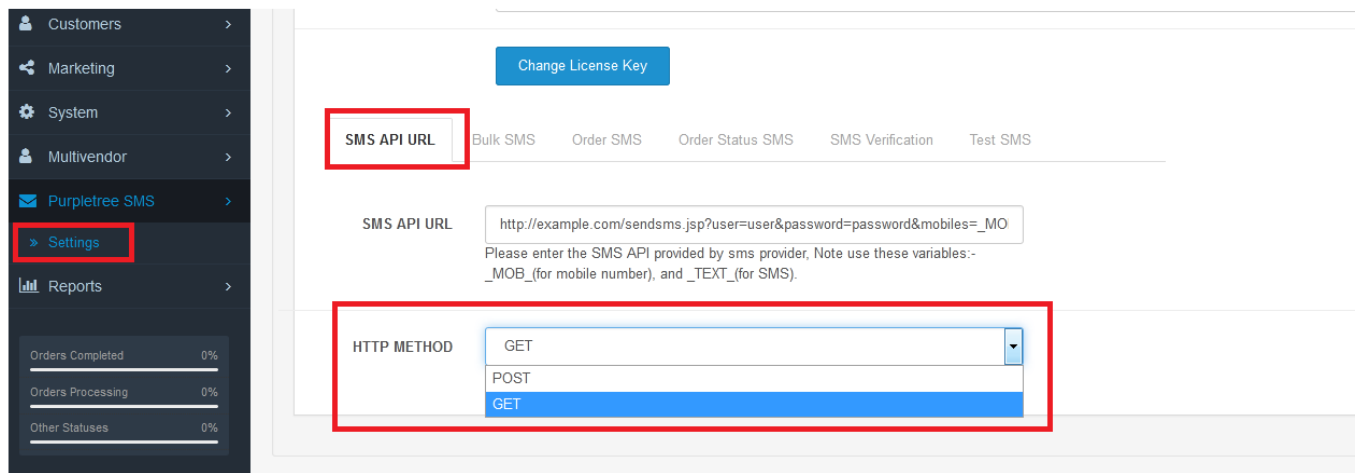 Customers
Marketing
System
Multivendor
Purpletree SMS
» Settings
Reports
Orders Completed 0%
Orders Processing 0%
Other Statuses 0%
Change License Key
SMS API URL Bulk SMS Order SMS Order Status SMS SMS Verification Test SMS
SMS API URL http://example.com/sendsms.jsp?user=user&password=password&mobiles=_MO
Please enter the SMS API provided by sms provider, Note use these variables:-
_MOB_(for mobile number), and _TEXT_(for SMS).
HTTP METHOD GET
POST
GET